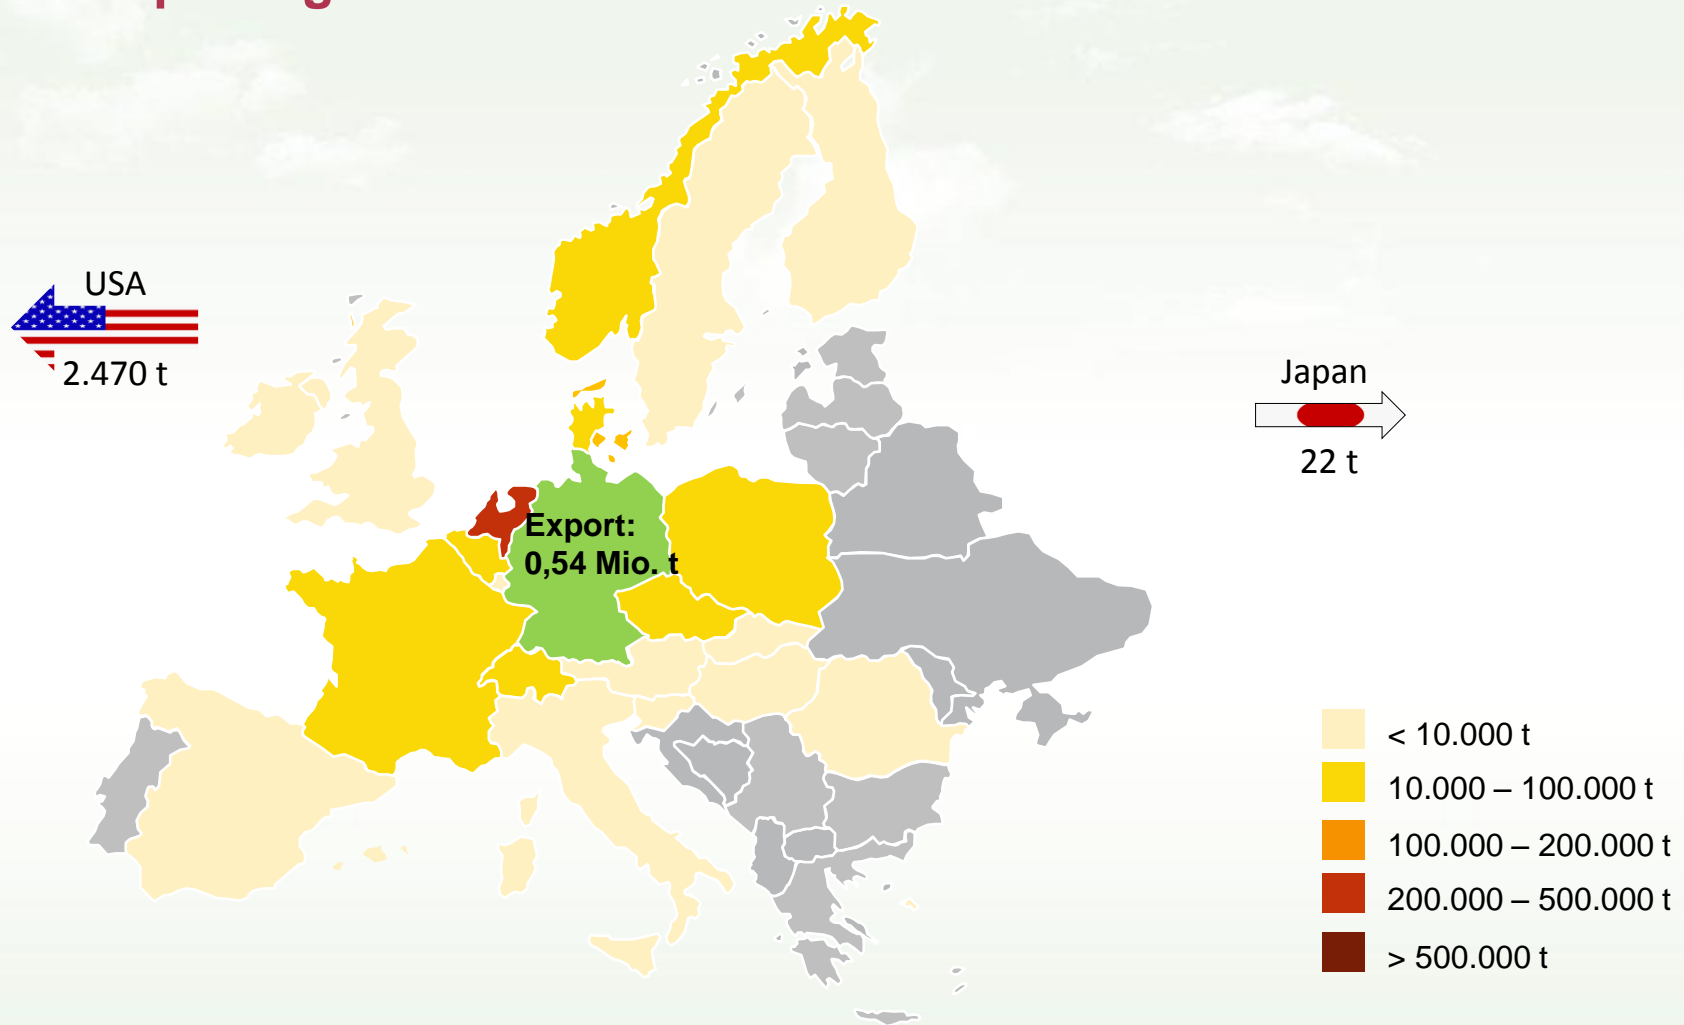 USA
2.470 t
Japan
22 t
Export:
0,54 Mio. t
< 10.000 t
10.000 – 100.000 t
100.000 – 200.000 t
200.000 – 500.000 t
> 500.000 t